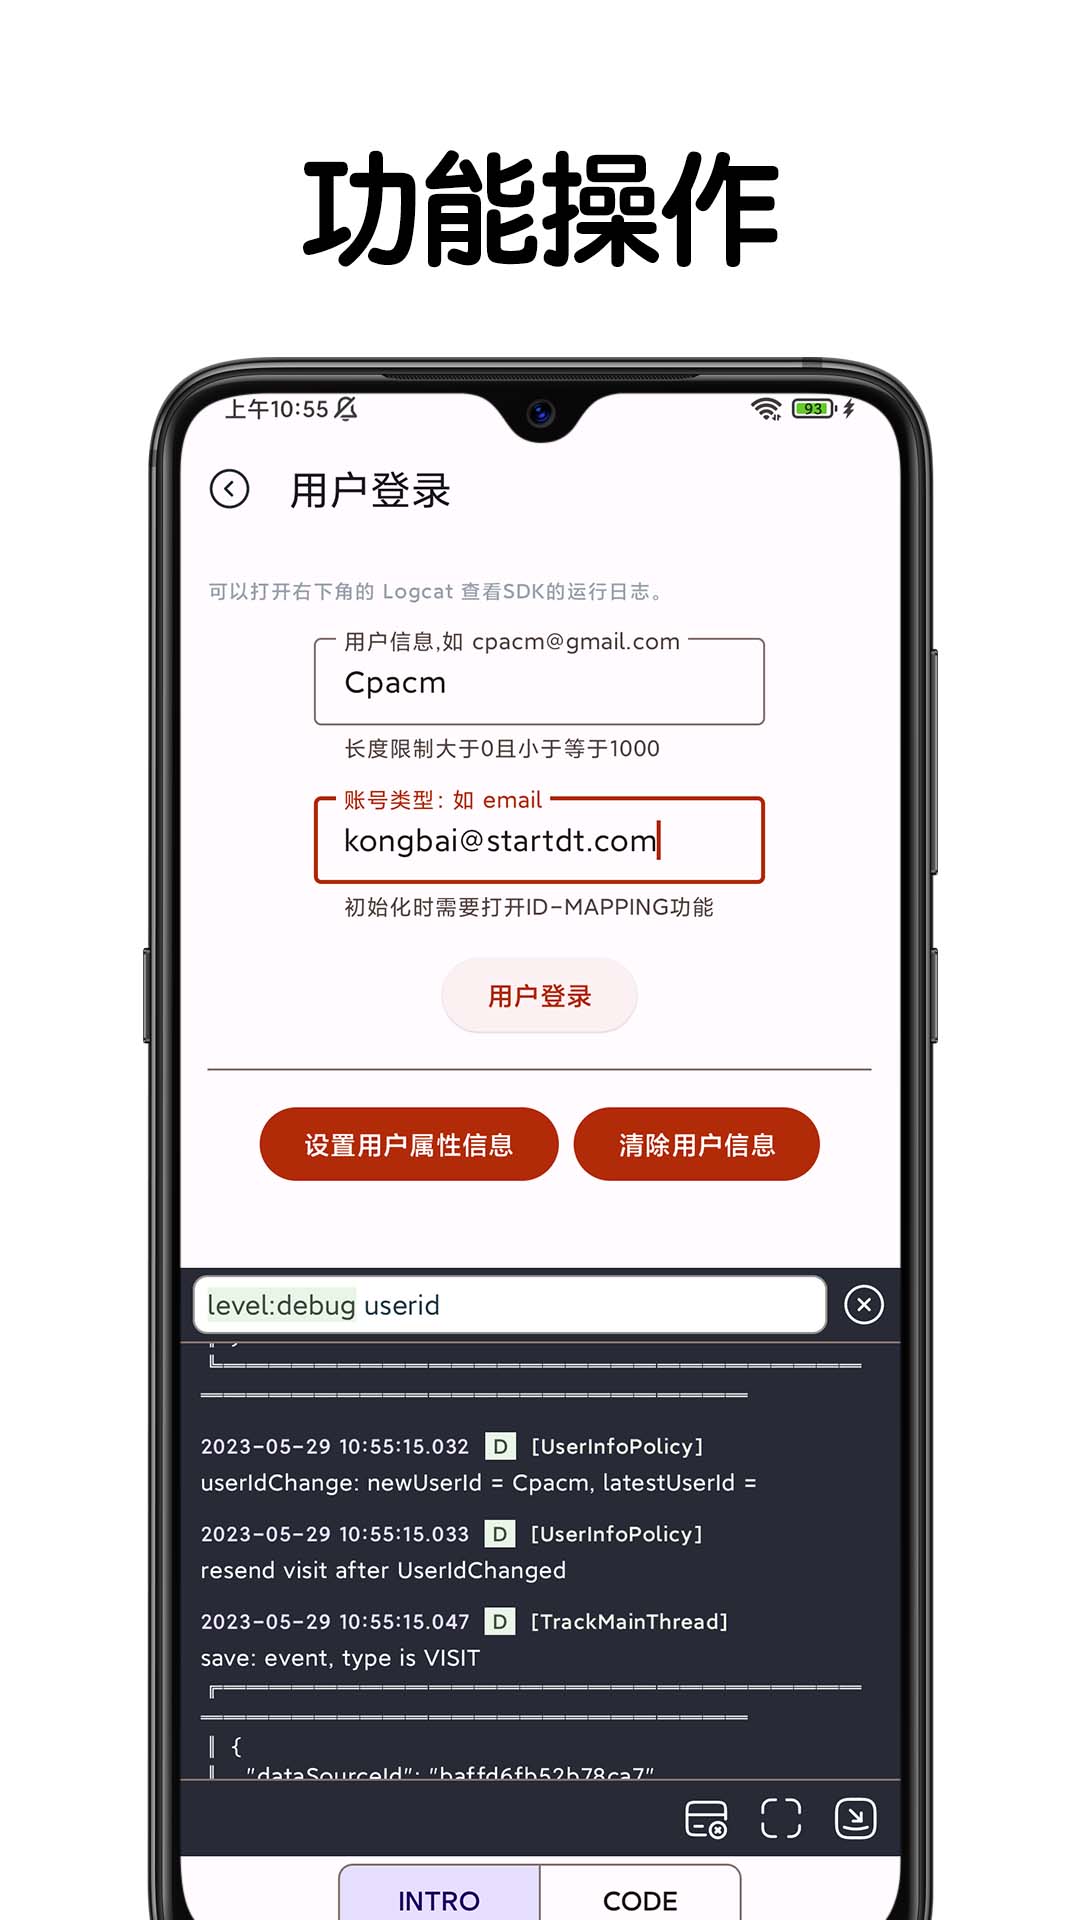 功能操作
上午10:55
93
用户登录
可以打开右下角的 Logcat 查看SDK的运行日志。
用户信息,如 cpacm@gmail.com
Cpacm
长度限制大于0且小于等于1000
账号类型: 如 email
kongbai@startdt.com
初始化时需要打开ID-MAPPING功能
用户登录
设置用户属性信息
清除用户信息
level:debug userid
2023-05-29 10:55:15.032 D [UserInfoPolicy]
userIdChange: newUserId = Cpacm, latestUserId =
2023-05-29 10:55:15.033 D [UserInfoPolicy]
resend visit after UserIdChanged
2023-05-29 10:55:15.047 D [TrackMainThread]
save: event, type is VISIT
║ {
║ "dataSourceId": "baffd6fb52b78ca7"
INTRO
CODE